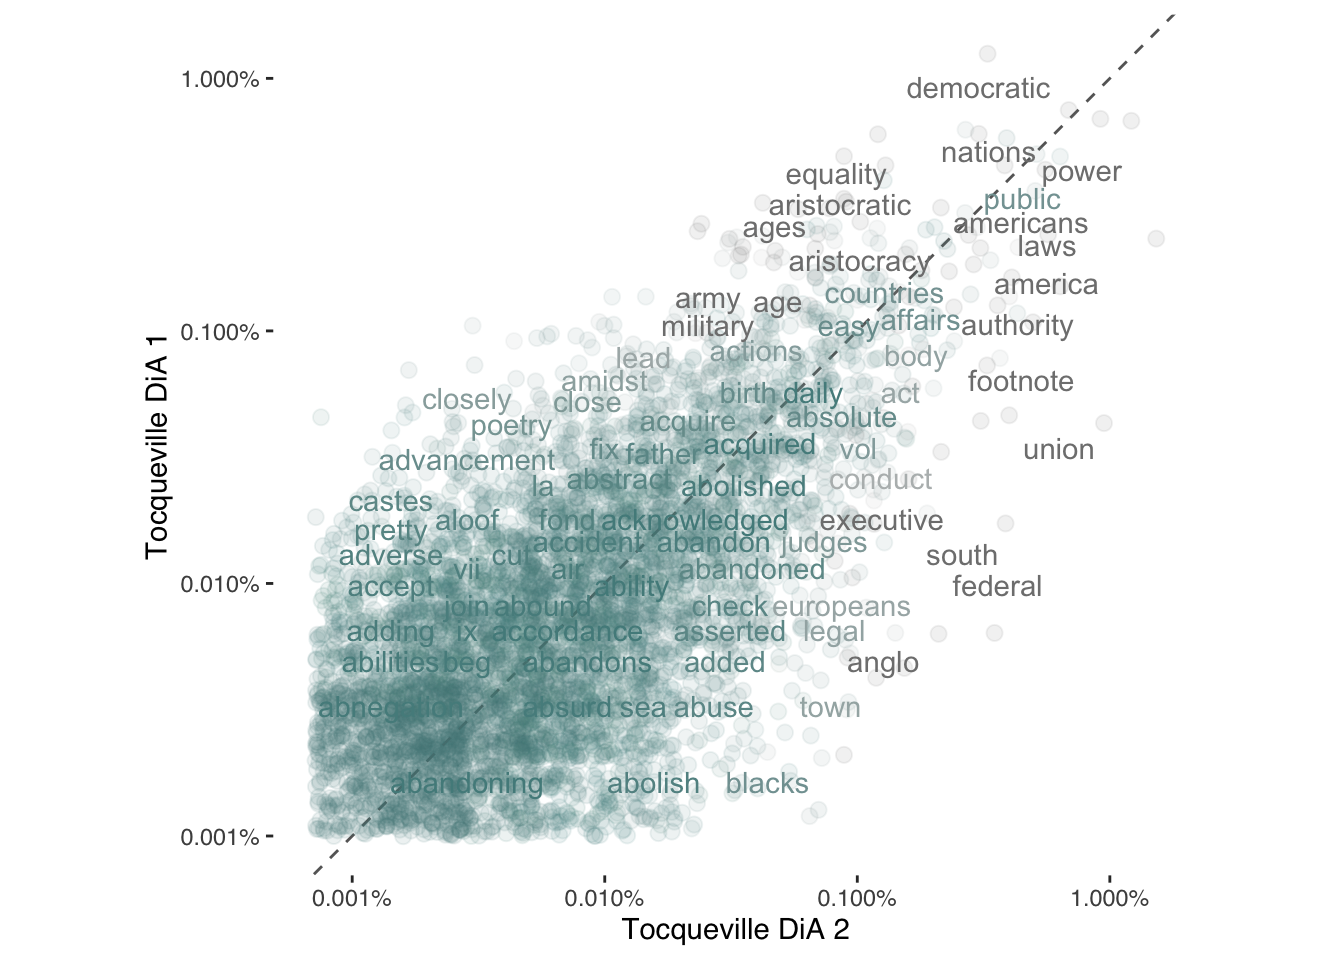 1.000%
democratic
nations
power
equality
public
aristocratic
americans
ages
laws
aristocracy
america
countries
army
age
0.100%
affairs
authority
military
easy
actions
lead
body
amidst
footnote
birth
daily
act
closely
close
absolute
poetry
acquire
acquired
fix
father
vol
union
advancement
abstract
conduct
la
abolished
castes
aloof
fond
acknowledged
executive
pretty
accident
abandon
judges
adverse
cut
south
vii
air
abandoned
0.010%
accept
ability
federal
join
abound
check
europeans
adding
ix
accordance
asserted
legal
abilities
beg
abandons
added
anglo
abnegation
absurd
sea
abuse
town
abandoning
abolish
blacks
0.001%
0.001%
0.010%
0.100%
1.000%
Tocqueville DiA 2
Tocqueville DiA 1